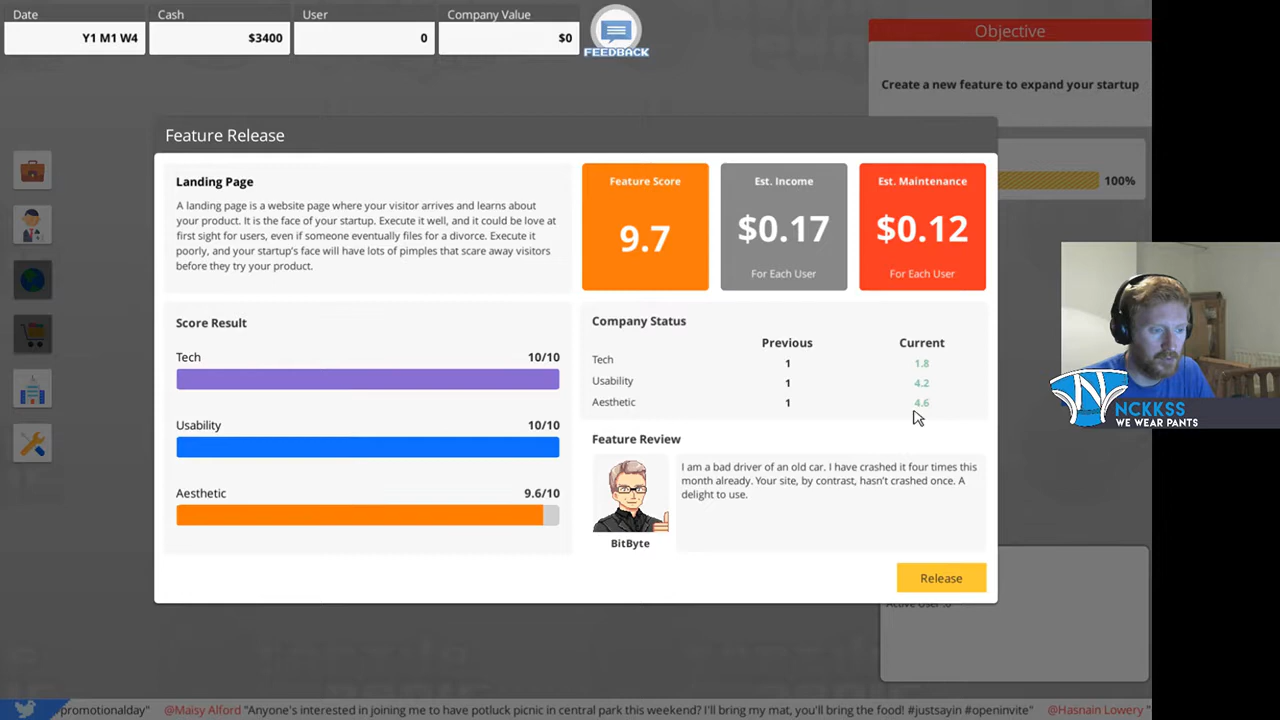 Date
Cash
User
Company Value
Y1 M1 W4
$3400
0
$0
FEEDBACK
Objective
Create a new feature to expand your startup
100%
Feature Release
Landing Page
A landing page is a website page where your visitor arrives and learns about
your product. It is the face of your startup. Execute it well, and it could be love at
first sight for users, even if someone eventually files for a divorce. Execute it
poorly, and your startup's face will have lots of pimples that scare away visitors
before they try your product.
Feature Score
9.7
Est. Income
$0.17
For Each User
Est. Maintenance
$0.12
For Each User
Score Result
Tech
10/10
Usability
10/10
Aesthetic
9.6/10
Company Status
Previous
Current
Tech
1
1.8
Usability
1
4.2
Aesthetic
1
4.6
Feature Review
I am a bad driver of an old car. I have crashed it four times this
month already. Your site, by contrast, hasn't crashed once. A
delight to use.
BitByte
Release
NCKKSS
WE WEAR PANTS
promotionalday" @Maisy Alford "Anyone's interested in joining me to have potluck picnic in central park this weekend? I'll bring my mat, you'll bring the food! #justsayin #openinvite" @Hasnain Lowery "